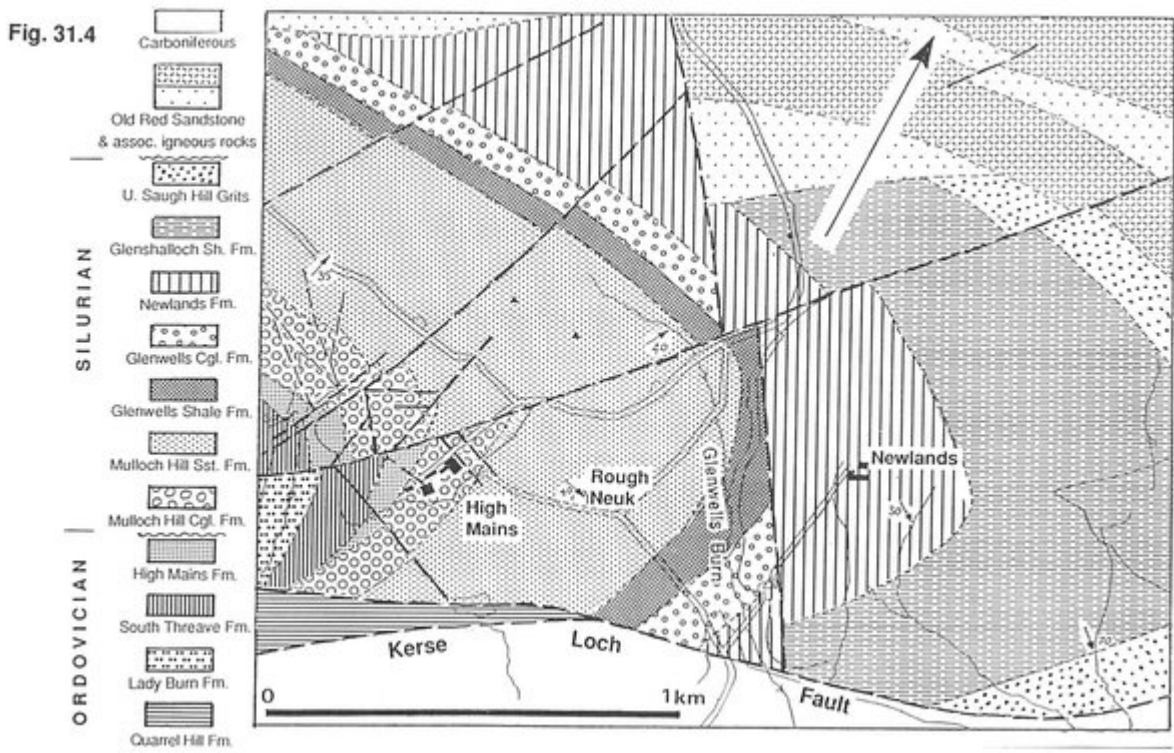 Fig. 31.4
Carboniferous
Old Red Sandstone
& assoc. igneous rocks
SILURIAN
U. Saugh Hill Grits
Glenshalloch Sh. Fm.
Newlands Fm.
Glenwells Cgl. Fm.
Glenwells Shale Fm.
Mulloch Hill Sst. Fm.
Mulloch Hill Cgl. Fm.
ORDOVICIAN
High Mains Fm.
South Threave Fm.
Lady Burn Fm.
Quarrel Hill Fm.
35
40
High
Mains
Rough
Neuk
Glenwells Burn
Newlands
Kerse
Loch
Fault
0
1km